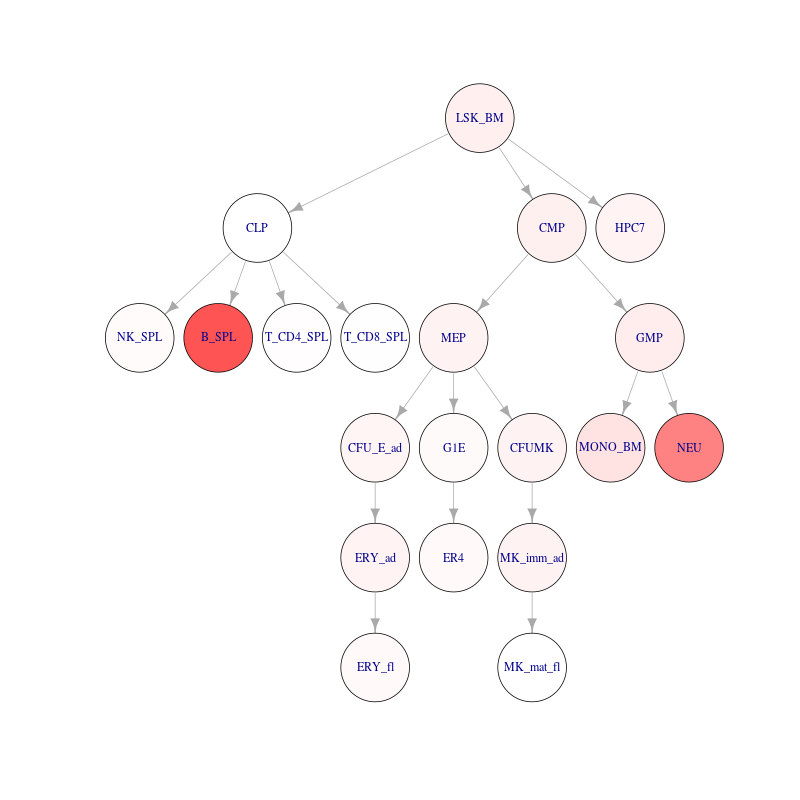 LSK_BM
CLP
CMP
HPC7
NK_SPL
B_SPL
T_CD4_SPL
T_CD8_SPL
MEP
GMP
CFU_E_ad
G1E
CFUMK
MONO_BM
NEU
ERY_ad
ER4
MK_imm_ad
ERY_fl
MK_mat_fl